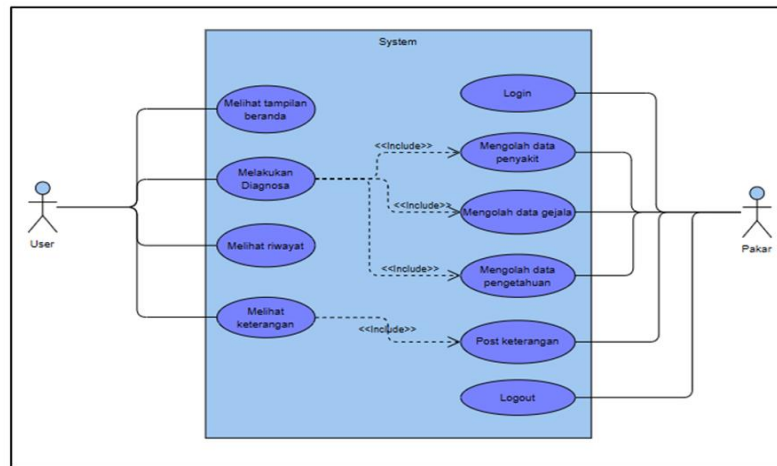 System
Melihat tampilan
beranda
Login
<<Include>>
Mengolah data
penyakit
Melakukan
Diagnosa
<<Include>>
Mengolah data gejala
User
Pakar
Melihat riwayat
<<Include>>
Mengolah data
pengetahuan
Melihat
keterangan
<<Include>>
Post keterangan
Logout